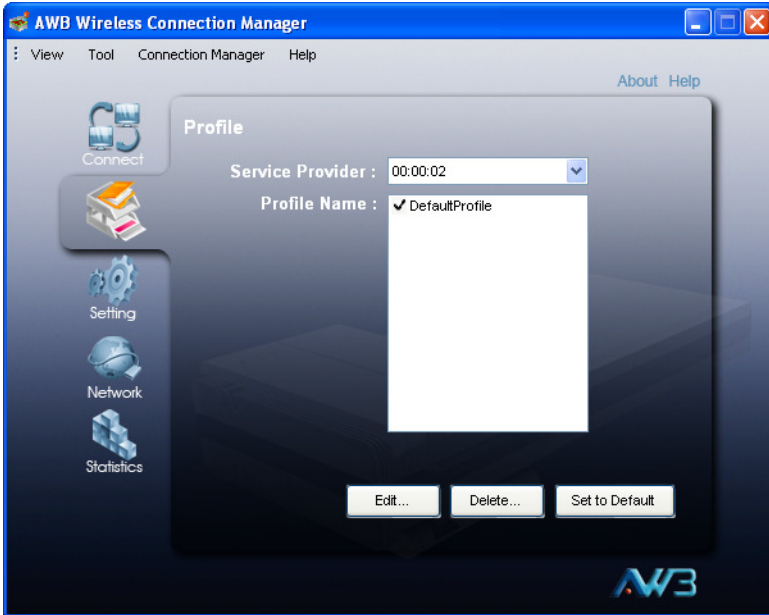 AWB Wireless Connection Manager
View Tool Connection Manager Help
About Help
Connect
Setting
Network
Statistics
Profile
Service Provider : 00:00:02
Profile Name : ✔ DefaultProfile
Edit... Delete... Set to Default
AWB